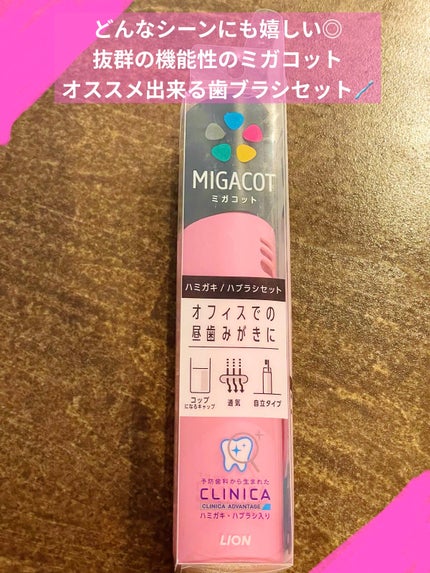 どんなシーンにも嬉しい◎
抜群の機能性のミガコット
オススメ出来る歯ブラシセット🪥
MIGACOT
ミガコット
ハミガキ/ハブラシセット
オフィスでの
昼歯みがきに
コップ
になるキャップ
通気
自立タイプ
予防歯科から生まれた
CLINICA
CLINICA ADVANTAGE
ハミガキ・ハブラシ入り
LION